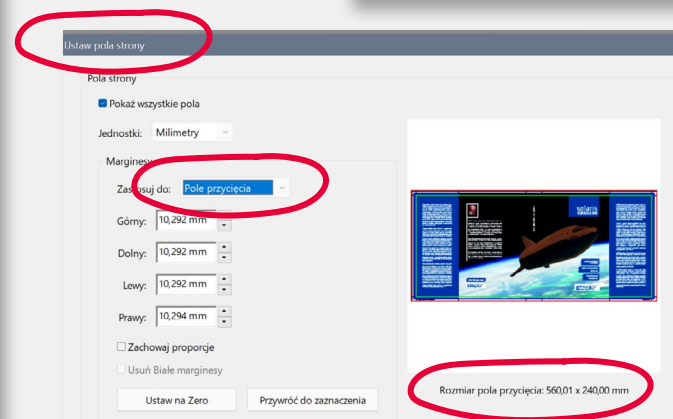 Ustaw pola strony
Pola strony
Pokaż wszystkie pola
Jednostki: Milimetry
Marginesy
Zastosuj do: Pole przycięcia
Górny: 10,292 mm
Dolny: 10,292 mm
Lewy: 10,292 mm
Prawy: 10,294 mm
Zachowaj proporcje
Usuń Białe marginesy
Ustaw na Zero
Przywróć do zaznaczenia
solaris
Rozmiar pola przycięcia: 560,01 x 240,00 mm